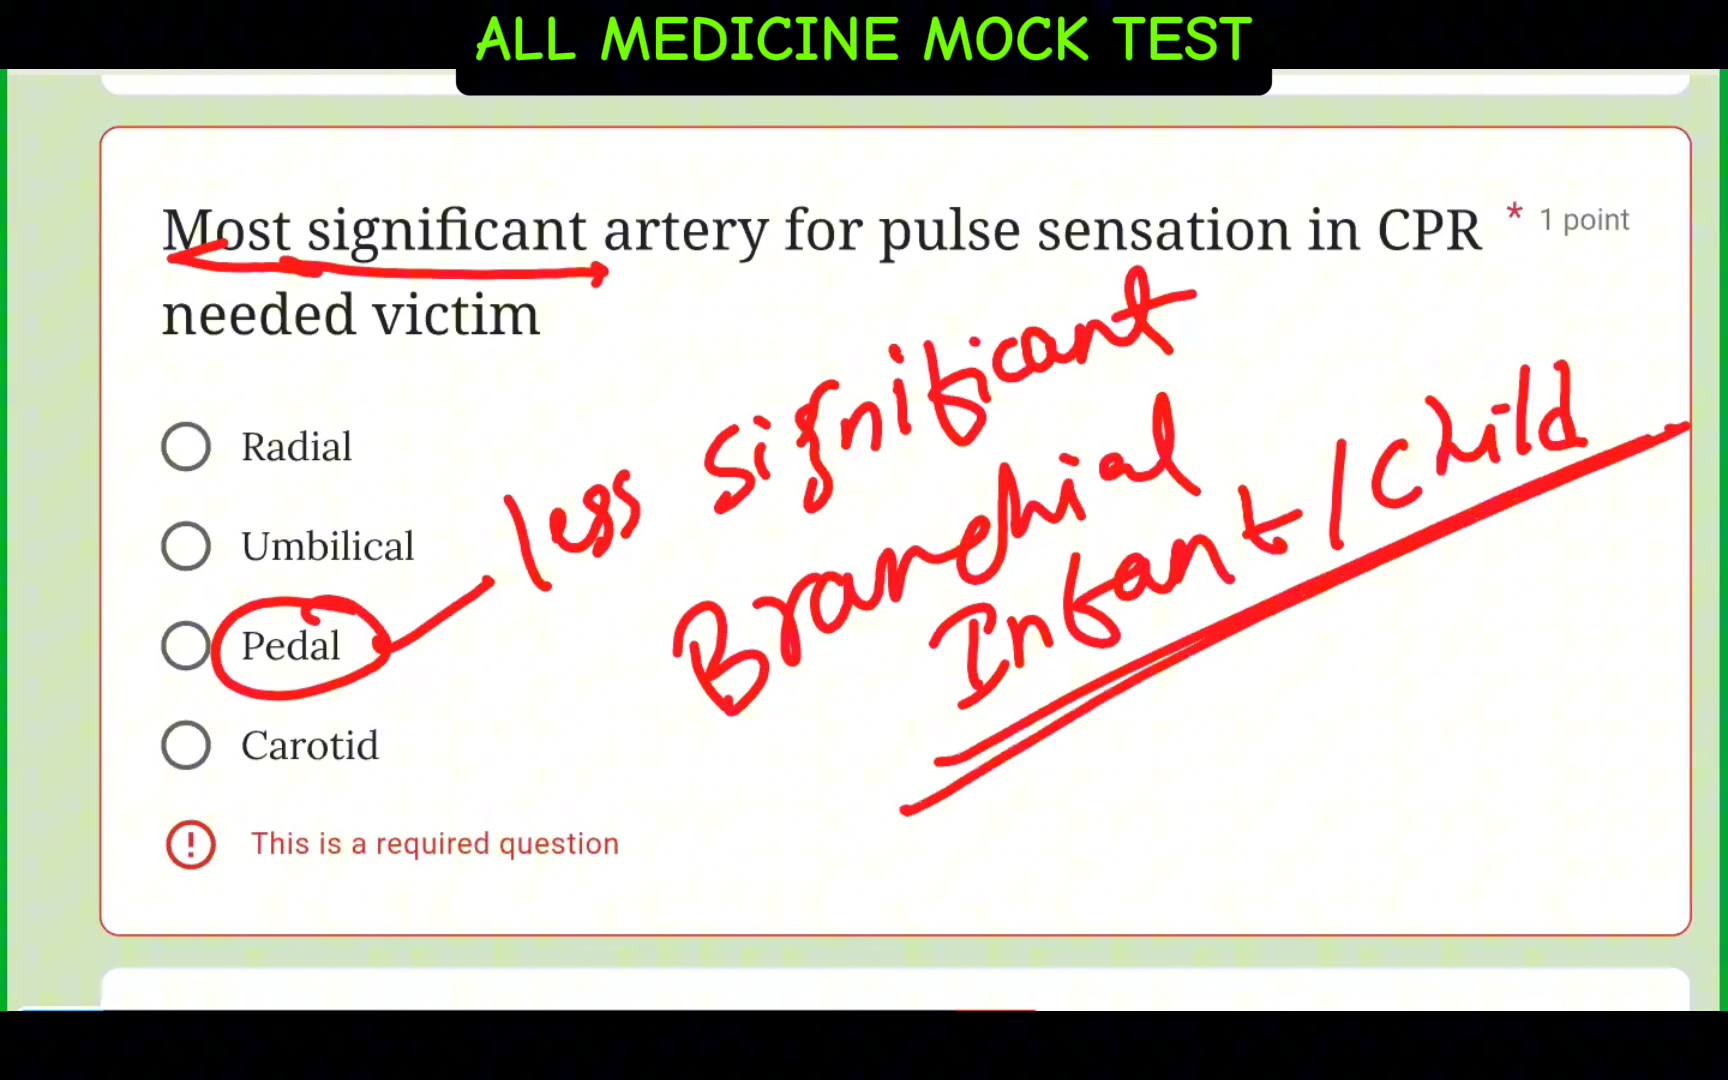 ALL MEDICINE MOCK TEST
Most significant artery for pulse sensation in CPR * 1 point
needed victim
Radial
Umbilical
Pedal
Carotid
less significant
Branchial
Infant/Child
This is a required question